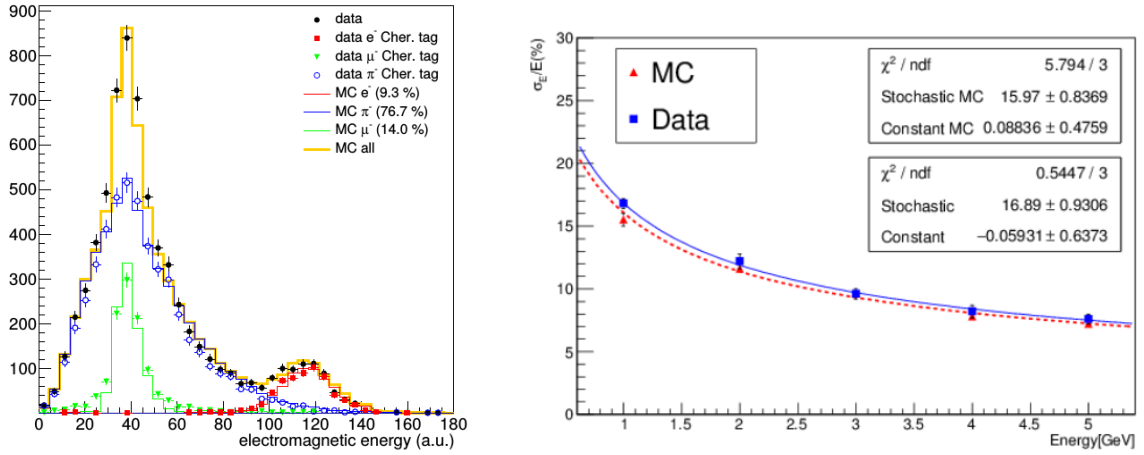 900
800
700
600
500
400
300
200
100
0
0 20 40 60 80 100 120 140 160 180
electromagnetic energy (a.u.)
data
data e- Cher. tag
data μ- Cher. tag
data π- Cher. tag
MC e- (9.3 %)
MC π- (76.7 %)
MC μ- (14.0 %)
MC all
σE/E(%)
30
25
20
15
10
5
0
1 1.5 2 2.5 3 3.5 4 4.5 5
Energy[GeV]
MC
Data
χ² / ndf 5.794 / 3
Stochastic MC 15.97 ± 0.8369
Constant MC 0.08836 ± 0.4759
χ² / ndf 0.5447 / 3
Stochastic 16.89 ± 0.9306
Constant −0.05931 ± 0.6373